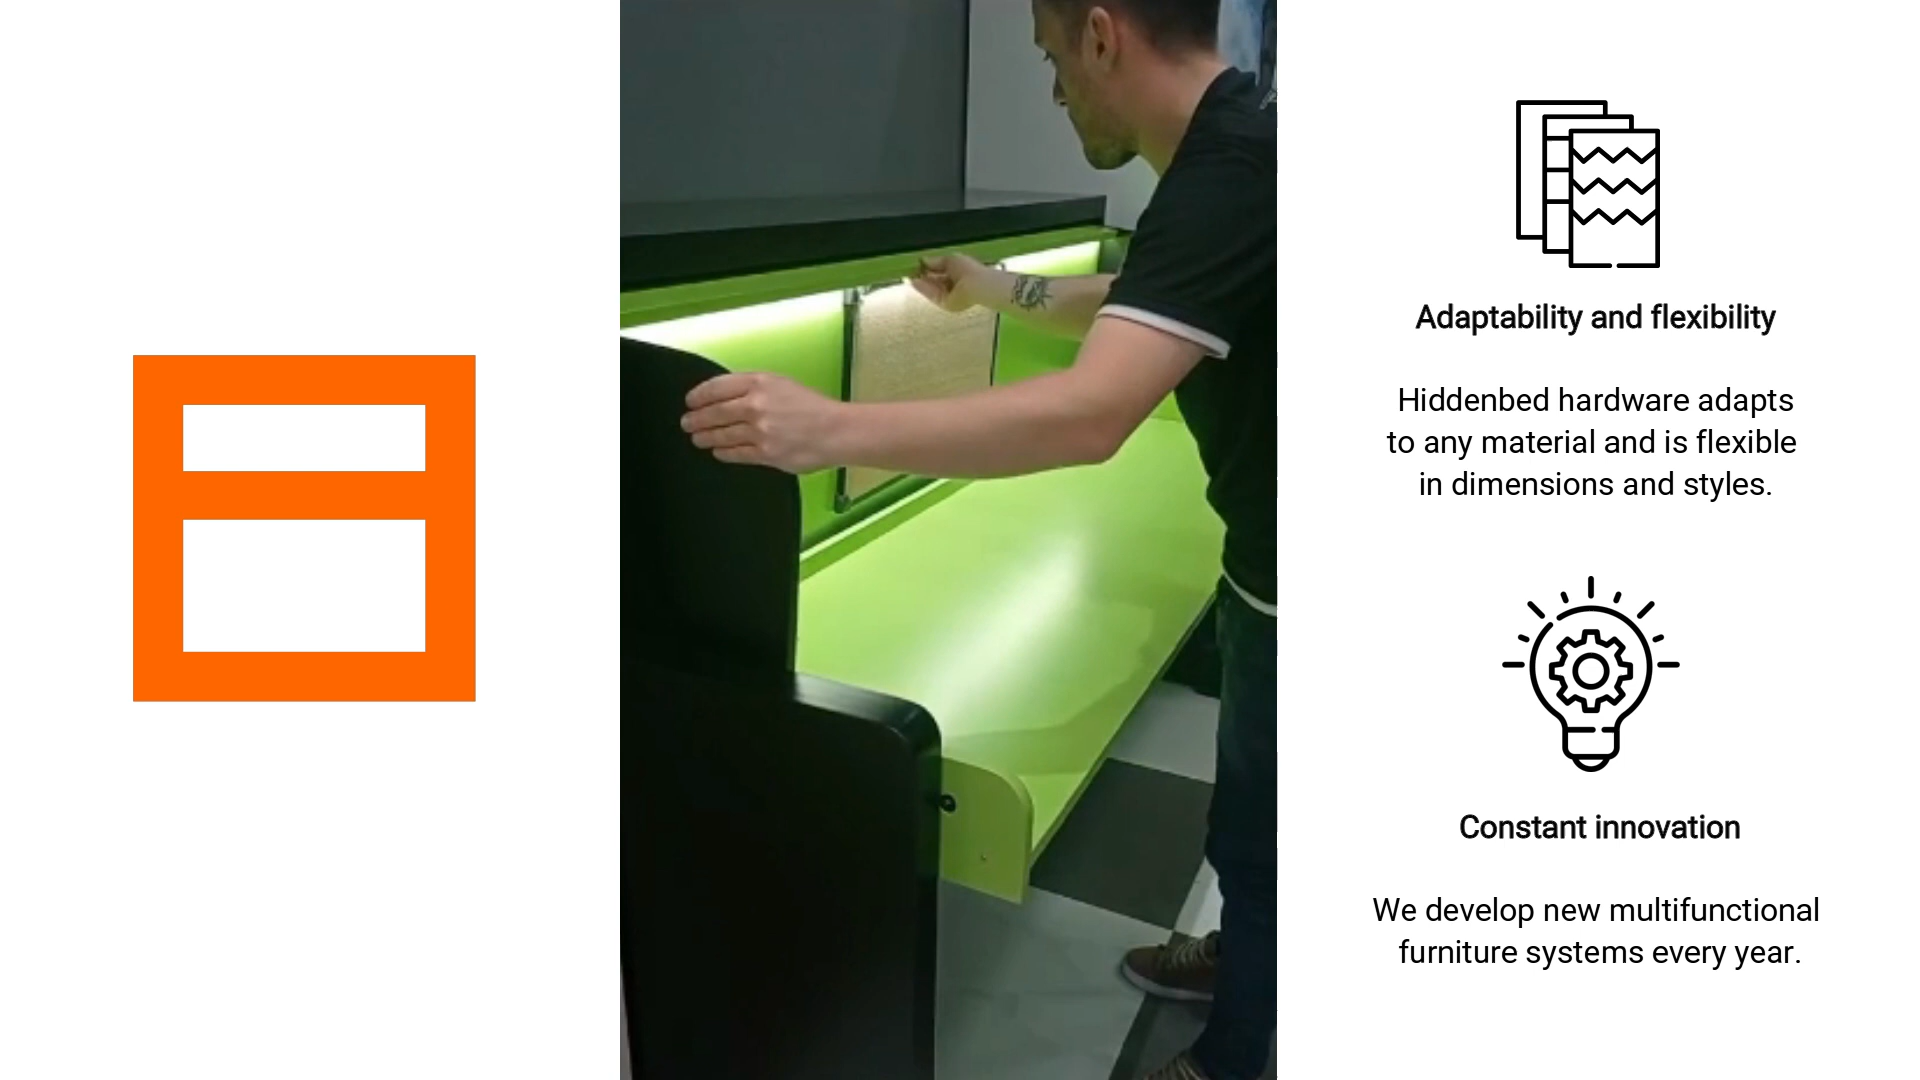 Adaptability and flexibility
Hiddenbed hardware adapts
to any material and is flexible
in dimensions and styles.
Constant innovation
We develop new multifunctional
furniture systems every year.